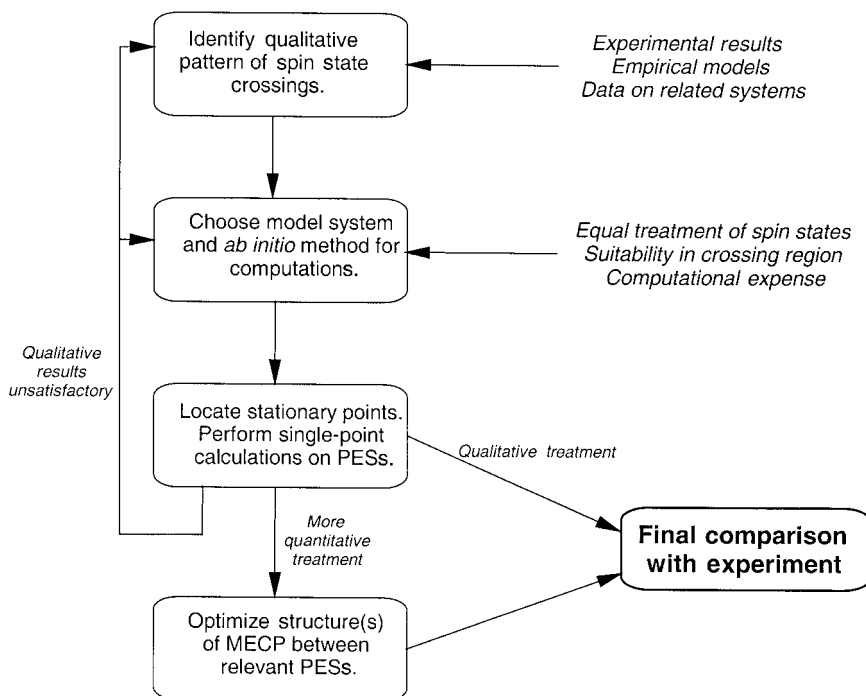 Identify qualitative
pattern of spin state
crossings.
Experimental results
Empirical models
Data on related systems
Choose model system
and ab initio method for
computations.
Equal treatment of spin states
Suitability in crossing region
Computational expense
Qualitative
results
unsatisfactory
Locate stationary points.
Perform single-point
calculations on PESs.
Qualitative treatment
More
quantitative
treatment
Final comparison
with experiment
Optimize structure(s)
of MECP between
relevant PESs.